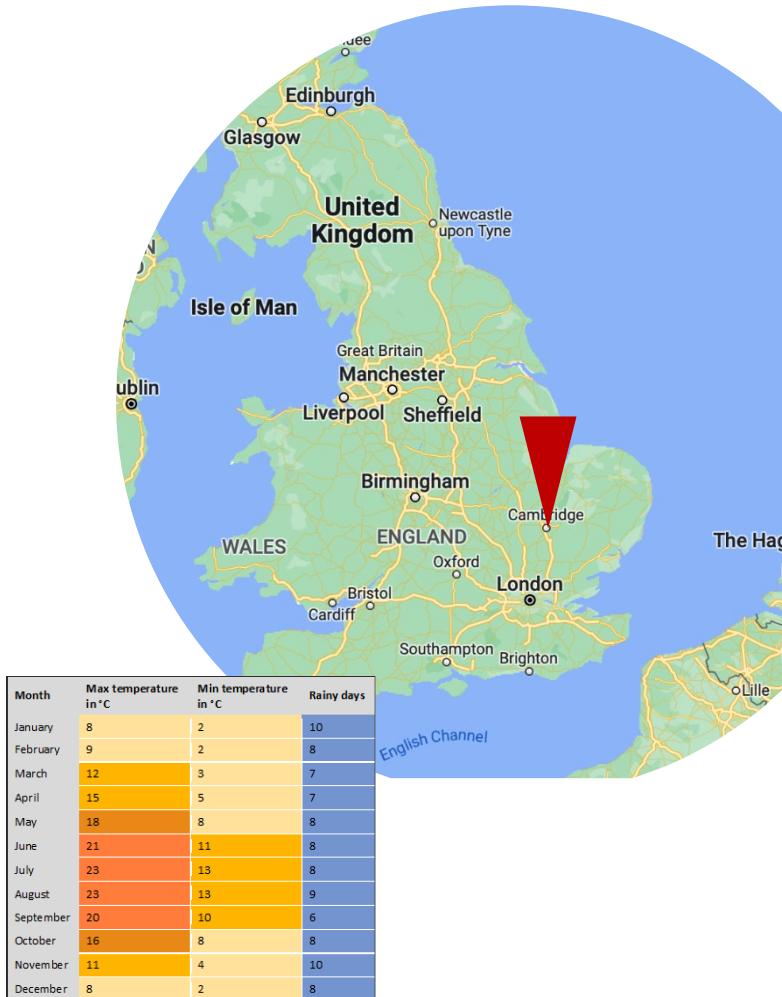 dee
Edinburgh
Glasgow
United
Kingdom
Newcastle
upon Tyne
N
Isle of Man
Great Britain
Manchester
ublin
Liverpool
Sheffield
Birmingham
Cambridge
WALES
ENGLAND
The Hag
Oxford
London
Bristol
Cardiff
Southampton
Brighton
Lille
English Channel
Month Max temperature in °C Min temperature in °C Rainy days
January 8 2 10
February 9 2 8
March 12 3 7
April 15 5 7
May 18 8 8
June 21 11 8
July 23 13 8
August 23 13 9
September 20 10 6
October 16 8 8
November 11 4 10
December 8 2 8